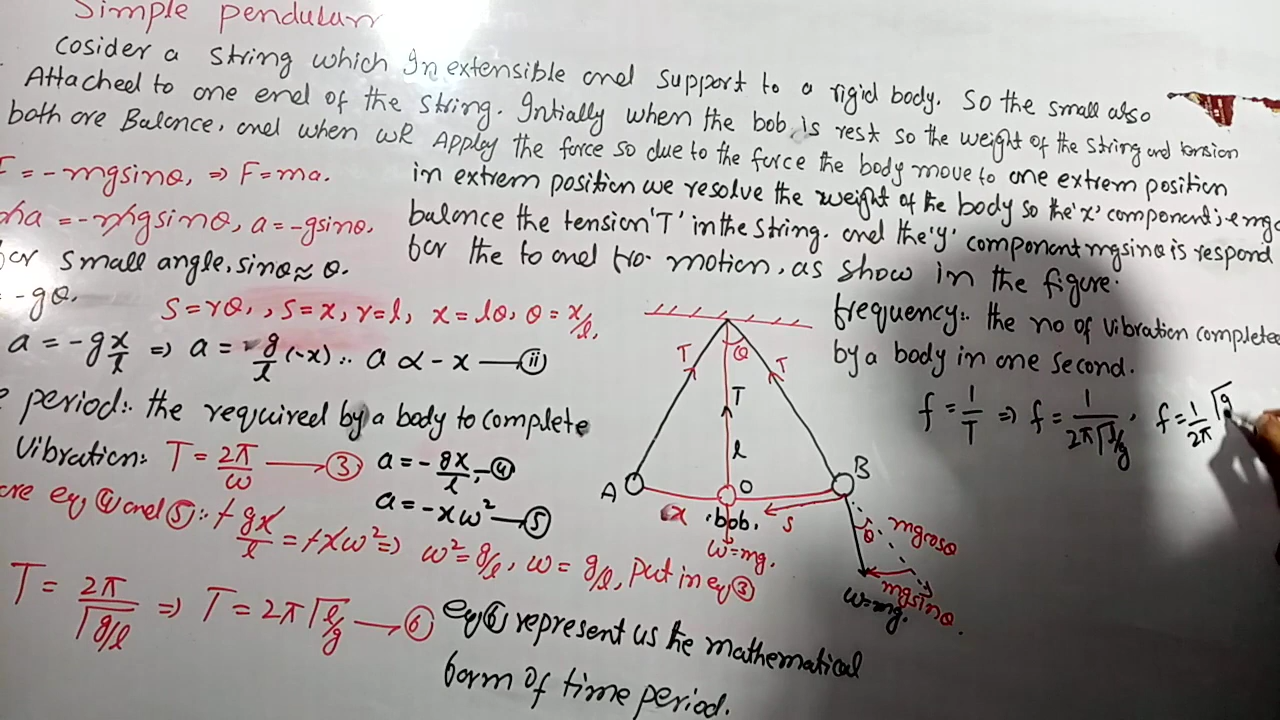 Simple pendulum
Cosider a string which Inextensible and support to a rigid body. So the small also
Attached to one end of the string. Intially when the bob is rest so the weight of the string and tension
both are Balance, and when we Apply the force so due to the force the body move to one extrem position
F = -mgsinθ, ⇒ F = ma.
in extrem position we resolve the weight of the body so the 'x' component i.e mgc
ma = -mgsinθ, a = -gsinθ.
balance the tension 'T' in the string. and the 'y' component mgsinθ is respond
for small angle, sinθ ≈ θ.
for the to and fro motion, as show in the figure.
= -gθ.
S = rθ, , S = x, r = l, x = lθ, θ = x/l.
frequency:. the no of vibration completed
by a body in one second.
a = -g x/l ⇒ a = -g/l (-x) ∴ a α -x — (ii)
f = 1/T ⇒ f = 1/2π√l/g , f = 1/2π √g
period:. the required by a body to complete
Vibration: T = 2π/ω — (3) a = -gx/l — (4)
a = -xω² — (5)
are eq (4) and (5):. +gx/l = +xω² ⇒ ω² = g/l, ω = g/l, put in eq (3)
T = 2π/√g/l ⇒ T = 2π√l/g — (6)
eq (6) represent us the mathematical
form of time period.
T
θ
T
T
l
A
O
B
x
bob.
S
W = mg.
θ
mgcosθ
mgsinθ.
W = mg.